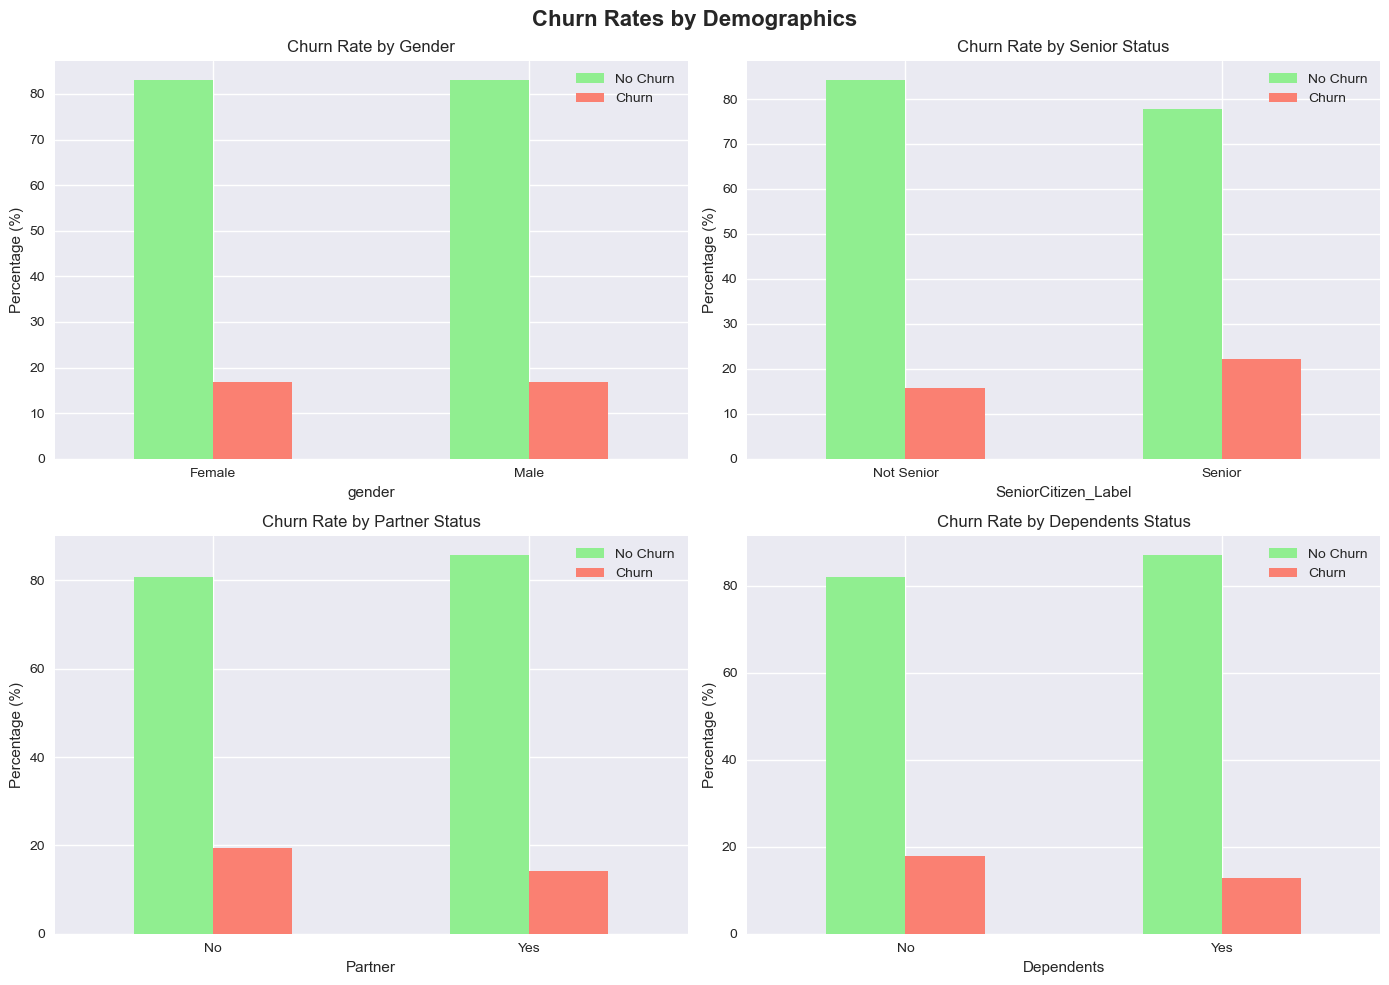 Churn Rates by Demographics
Churn Rate by Gender
No Churn
Churn
Percentage (%)
80
70
60
50
40
30
20
10
0
Female Male
gender
Churn Rate by Senior Status
No Churn
Churn
Percentage (%)
80
70
60
50
40
30
20
10
0
Not Senior Senior
SeniorCitizen_Label
Churn Rate by Partner Status
No Churn
Churn
Percentage (%)
80
60
40
20
0
No Yes
Partner
Churn Rate by Dependents Status
No Churn
Churn
Percentage (%)
80
60
40
20
0
No Yes
Dependents